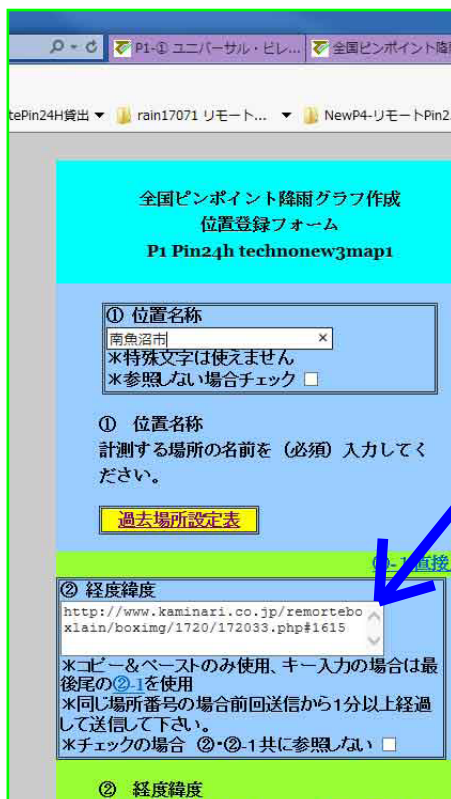 P1-① ユニバーサル・ビレ... 全国ピンポイント降
tePin24H貸出 rain17071 リモート... NewP4-リモートPin2
全国ピンポイント降雨グラフ作成
位置登録フォーム
P1 Pin24h technonew3map1
① 位置名称
南魚沼市 ×
*特殊文字は使えません
*参照しない場合チェック
① 位置名称
計測する場所の名前を（必須）入力してく
ださい。
過去場所設定表
②-1直接
② 経度緯度
http://www.kaminari.co.jp/remortebo
xlain/boximg/1720/172033.php#1615
*コピー＆ペーストのみ使用、キー入力の場合は最
後尾の②-1を使用
*同じ場所番号の場合前回送信から1分以上経過
して送信して下さい。
*チェックの場合 ②・②-1共に参照しない
② 経度緯度